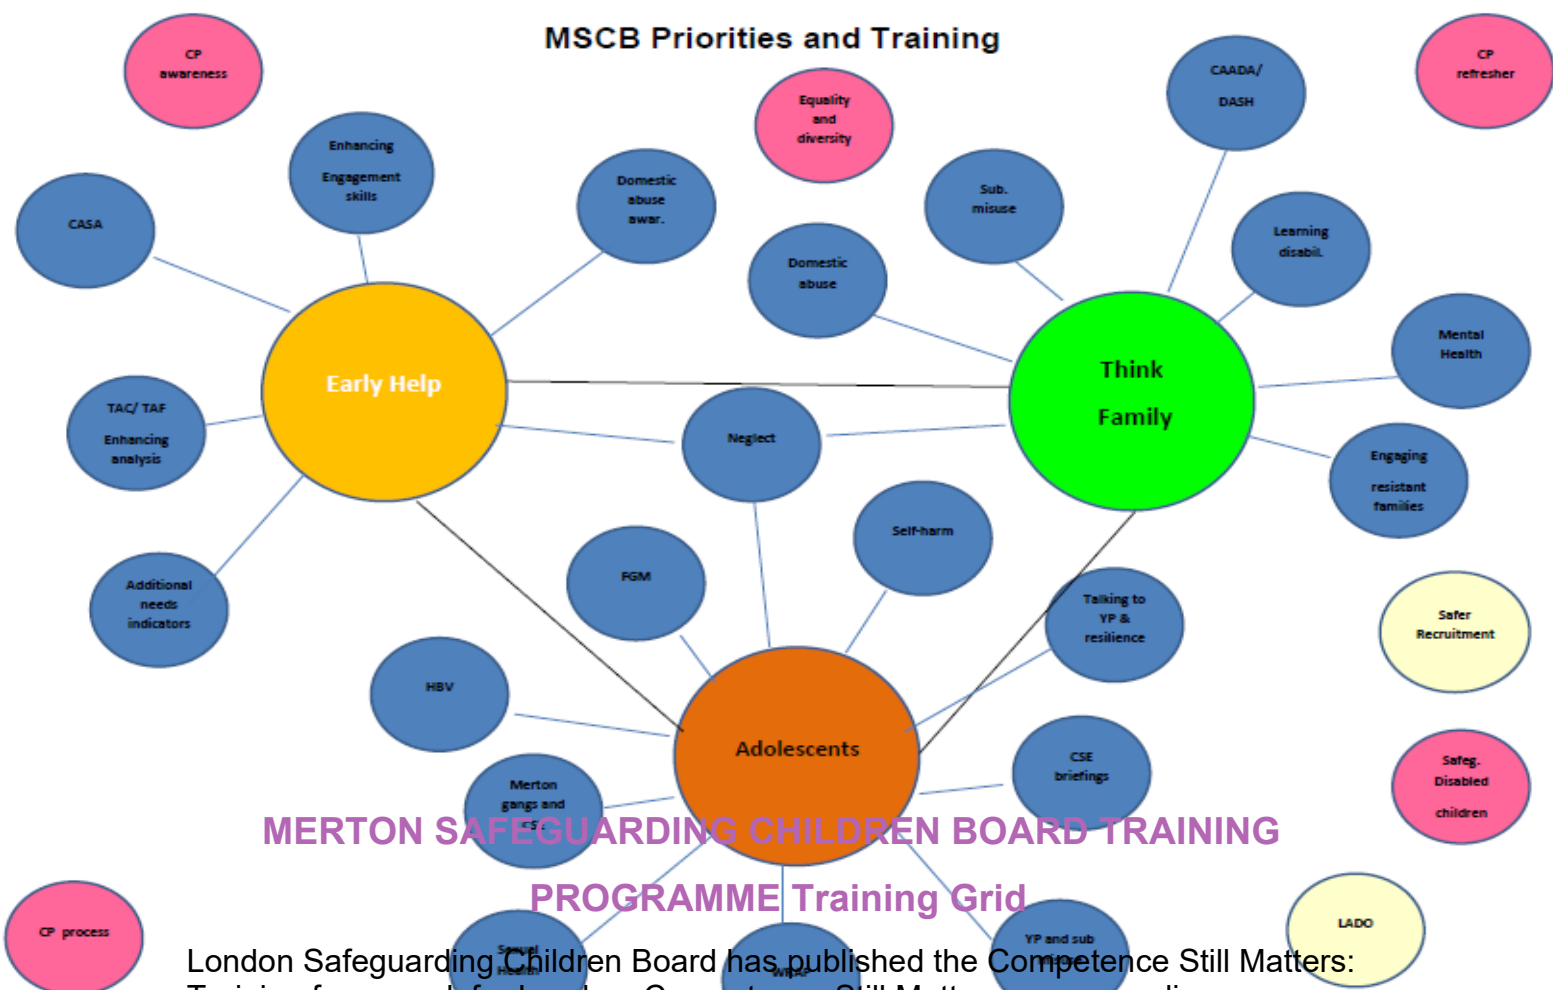 MSCB Priorities and Training
CP
awareness
Equality
and
diversity
CAADA/
DASH
CP
refresher
Enhancing
Engagement
skills
Domestic
abuse
awar.
Sub.
misuse
CASA
Domestic
abuse
Learning
disabil.
Mental
Health
Early Help
Think
Family
TAC/ TAF
Enhancing
analysis
Neglect
Engaging
resistant
families
Self-harm
FGM
Additional
needs
indicators
Talking to
YP &
resilience
Safer
Recruitment
HBV
Adolescents
CSE
briefings
Safeg.
Disabled
children
Merton
gangs and
MERTON SAFEGUARDING CHILDREN BOARD TRAINING
PROGRAMME Training Grid
CP process
LADO
YP and sub
Sexual
Health
WRAP
London Safeguarding Children Board has published the Competence Still Matters: